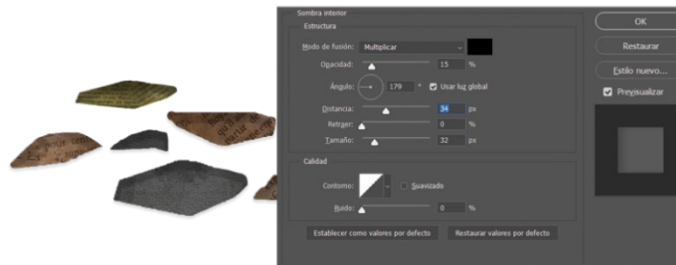 Sombra interior
Estructura
Modo de fusión: Multiplicar
Opacidad: 15 %
Ángulo: 179 ° Usar luz global
Distancia: 34 px
Retraer: 0 %
Tamaño: 32 px
Calidad
Contorno: Suavizado
Ruido: 0 %
Establecer como valores por defecto Restaurar valores por defecto
OK
Restaurar
Estilo nuevo...
Previsualizar